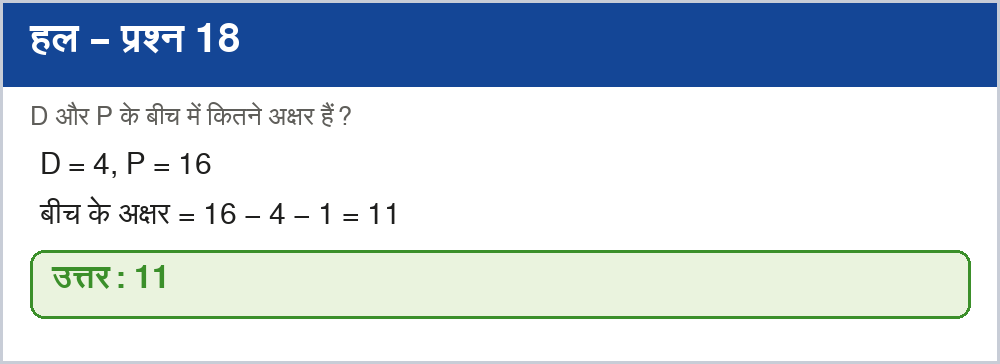 हल – प्रश्न 18
D और P के बीच में कितने अक्षर हैं ?
D = 4, P = 16
बीच के अक्षर = 16 – 4 – 1 = 11
उत्तर : 11